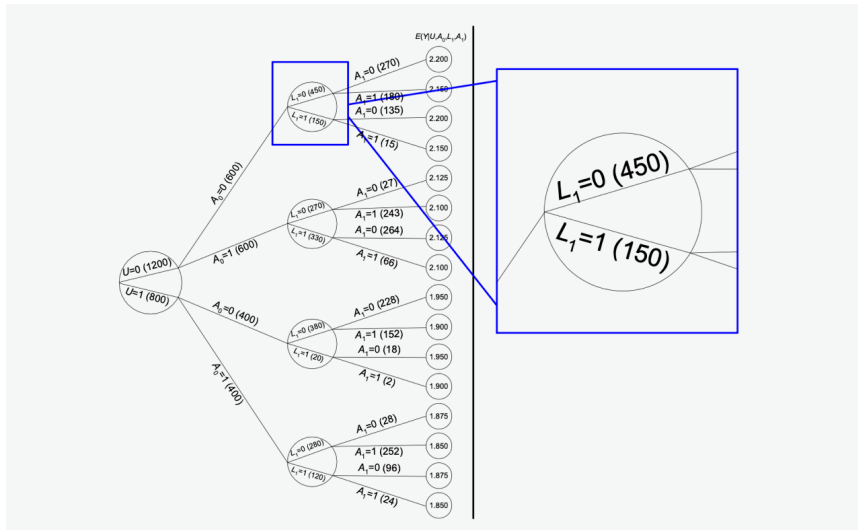 E(Y|U,A0,L1,A1)
U=0 (1200)
U=1 (800)
A0=0 (600)
L1=0 (450)
A1=0 (270)
2.200
A1=1 (180)
2.150
L1=1 (150)
A1=0 (135)
2.200
A1=1 (15)
2.150
A0=1 (600)
L1=0 (270)
A1=0 (27)
2.125
A1=1 (243)
2.100
L1=1 (330)
A1=0 (264)
2.125
A1=1 (66)
2.100
A0=0 (400)
L1=0 (380)
A1=0 (228)
1.950
A1=1 (152)
1.900
L1=1 (20)
A1=0 (18)
1.950
A1=1 (2)
1.900
A0=1 (400)
L1=0 (280)
A1=0 (28)
1.875
A1=1 (252)
1.850
L1=1 (120)
A1=0 (96)
1.875
A1=1 (24)
1.850
L1=0 (450)
L1=1 (150)